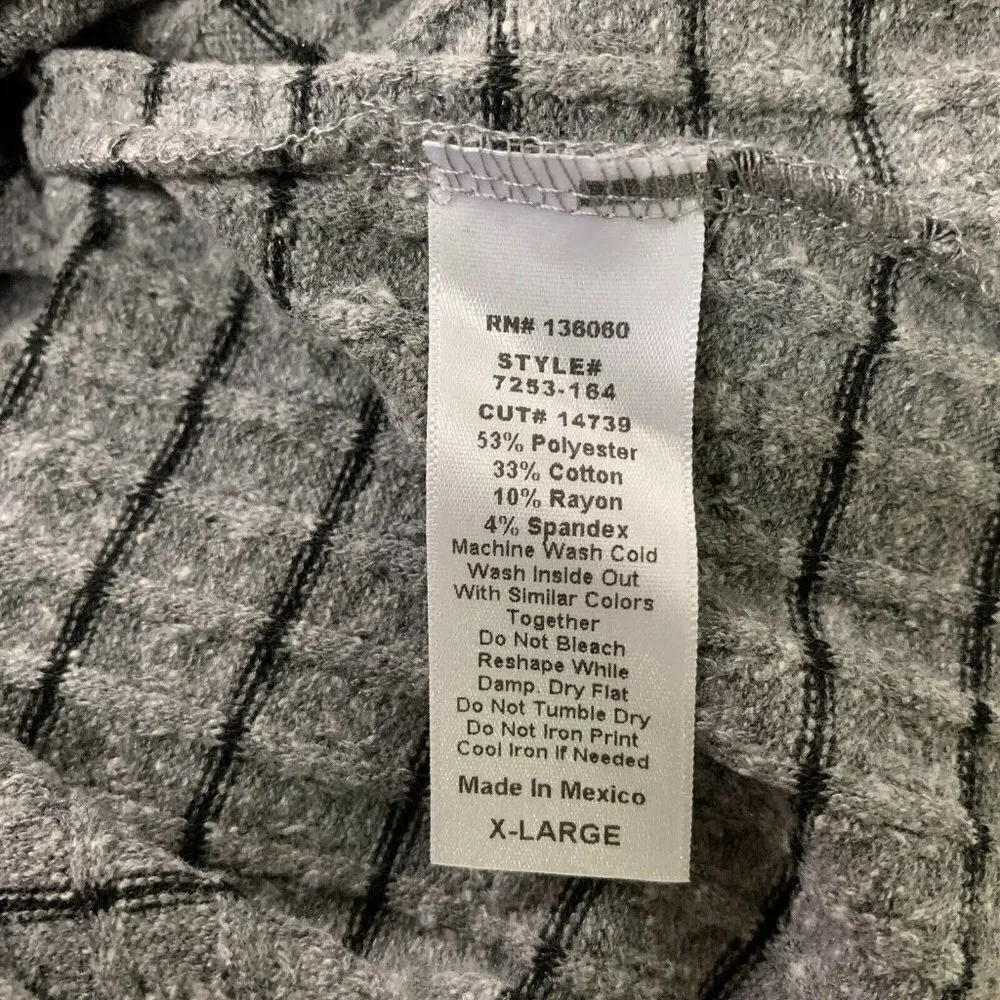 RN# 136060
STYLE#
7253-164
CUT# 14739
53% Polyester
33% Cotton
10% Rayon
4% Spandex
Machine Wash Cold
Wash Inside Out
With Similar Colors
Together
Do Not Bleach
Reshape While
Damp. Dry Flat
Do Not Tumble Dry
Do Not Iron Print
Cool Iron If Needed
Made In Mexico
X-LARGE